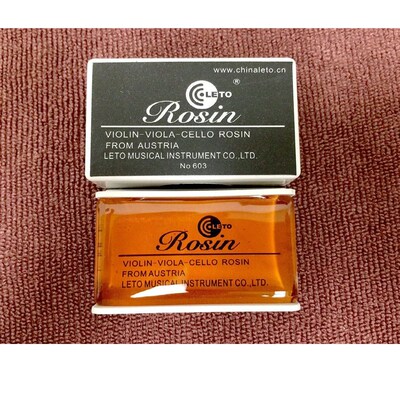 www.chinaleto.cn
LETO ®
Rosin
VIOLIN-VIOLA-CELLO ROSIN
FROM AUSTRIA
LETO MUSICAL INSTRUMENT CO.,LTD.
No 603
LETO
Rosin
VIOLIN-VIOLA-CELLO ROSIN
FROM AUSTRIA
LETO MUSICAL INSTRUMENT CO.,LTD.